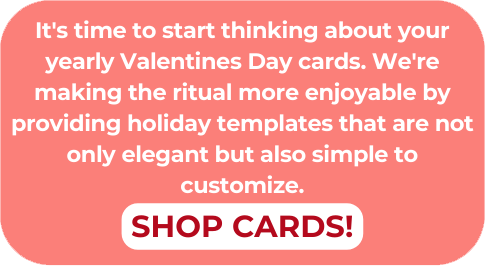 It's time to start thinking about your
yearly Valentines Day cards. We're
making the ritual more enjoyable by
providing holiday templates that are not
only elegant but also simple to
customize.
SHOP CARDS!